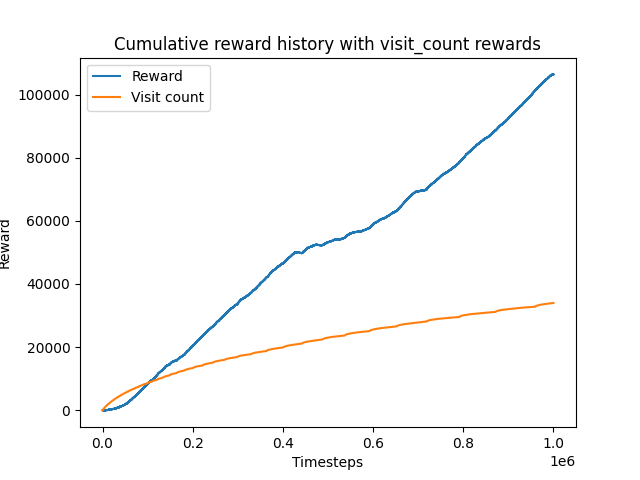 Cumulative reward history with visit_count rewards
Reward
Visit count
100000
80000
60000
40000
20000
0
Reward
0.0 0.2 0.4 0.6 0.8 1.0
1e6
Timesteps